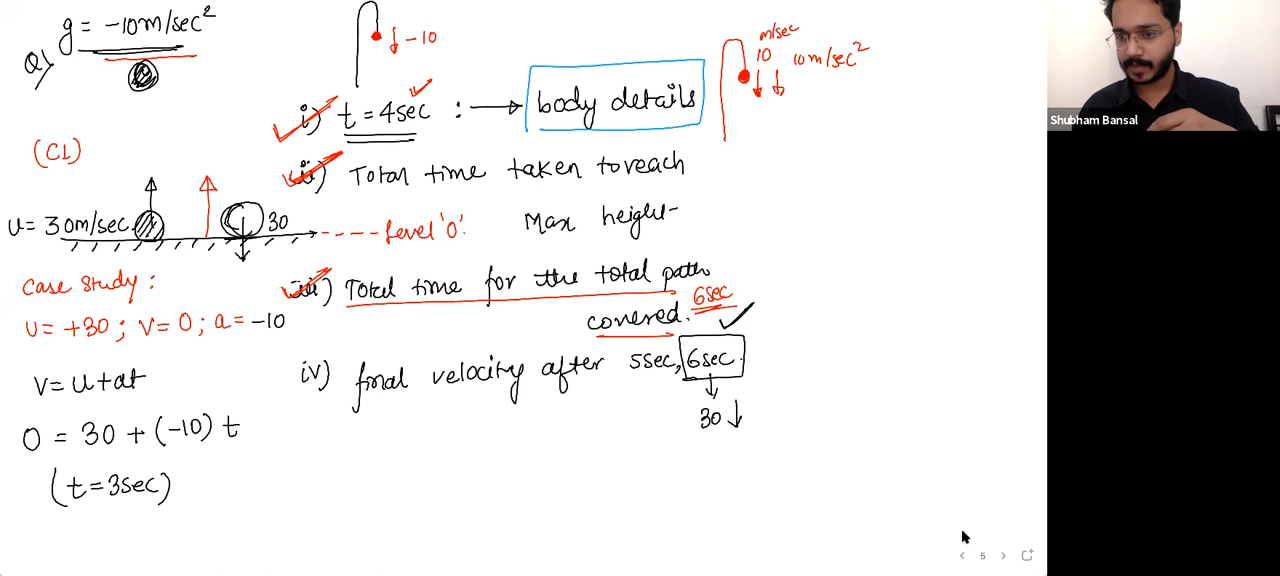 Q1 g = -10m/sec²
↓ -10
m/sec
10 10m/sec²
Shubham Bansal
i) t = 4sec : → body details
(C1)
ii) Total time taken to reach
Max height
u = 30m/sec 30 ---- Level '0'.
Case Study :
iii) Total time for the total path
covered. 6sec
u = +30 ; v = 0 ; a = -10
iv) final velocity after 5sec, 6sec.
30 ↓
v = u + at
0 = 30 + (-10) t
(t = 3sec)
< 5 >